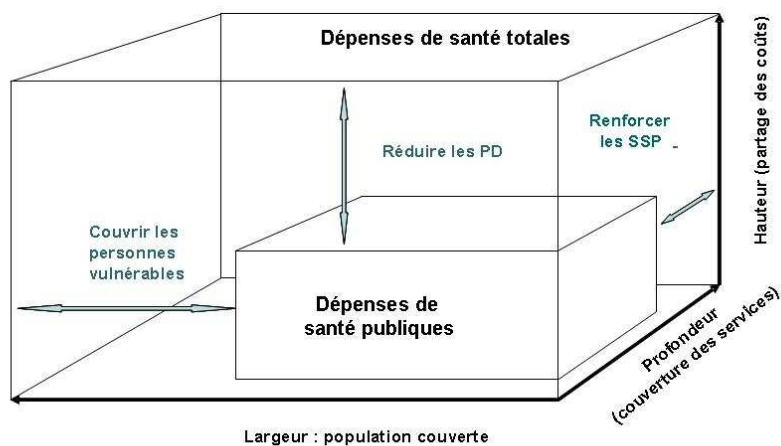 Dépenses de santé totales
Renforcer
les SSP
Réduire les PD
Hauteur (partage des coûts)
Couvrir les
personnes
vulnérables
Dépenses de
santé publiques
Profondeur
(couverture des services)
Largeur : population couverte